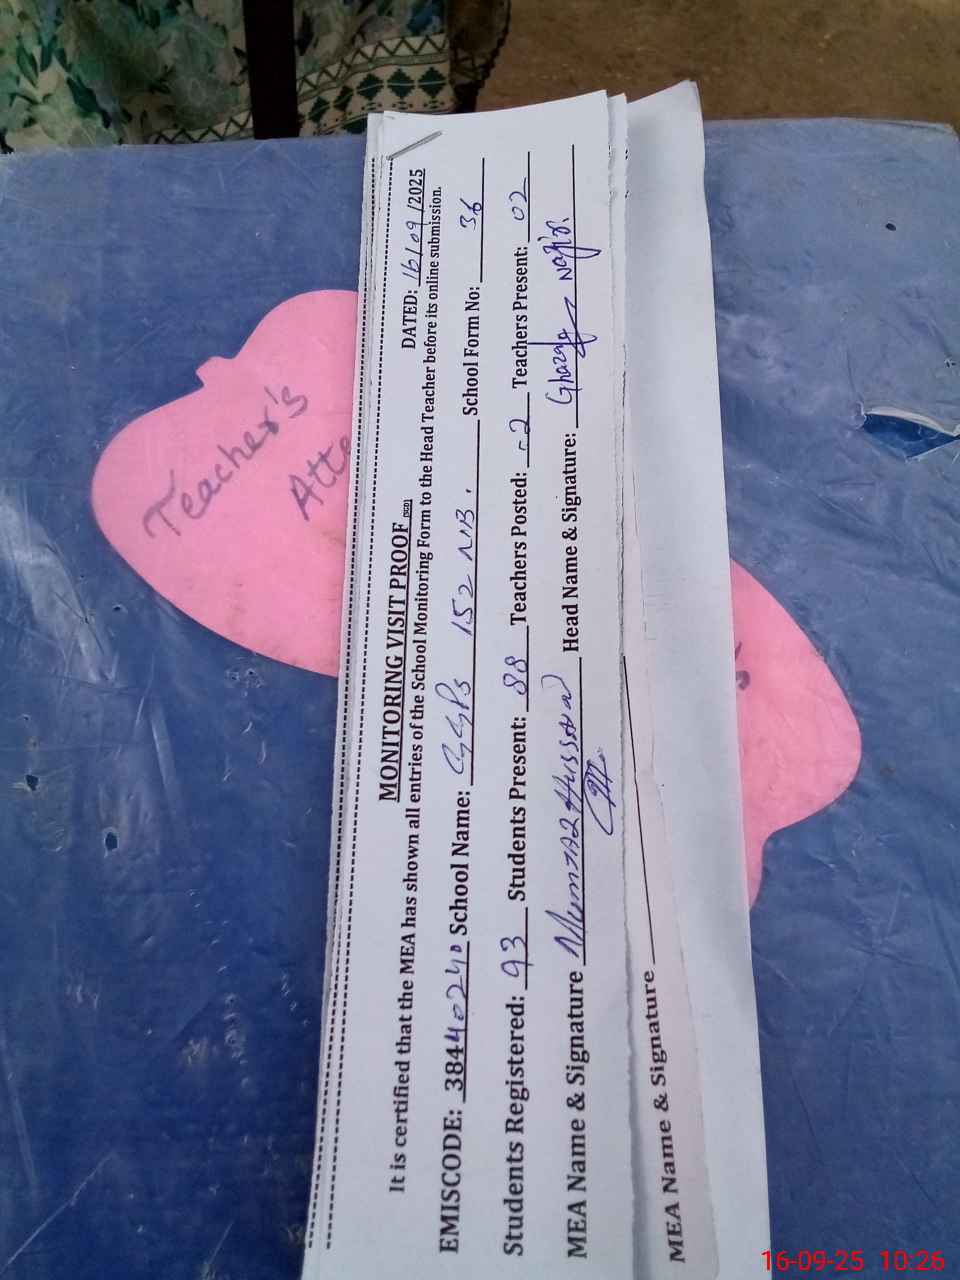 Teacher's
Atte
MONITORING VISIT PROOF (SGD)
DATED: 16/09/2025
It is certified that the MEA has shown all entries of the School Monitoring Form to the Head Teacher before its online submission.
EMISCODE: 38440240 School Name: GGPS 152 NB. School Form No: 36
Students Registered: 93 Students Present: 88 Teachers Posted: -2 Teachers Present: 02
MEA Name & Signature Mumtaz Hussain Head Name & Signature: Nazir.
MEA Name & Signature
16-09-25 10:26